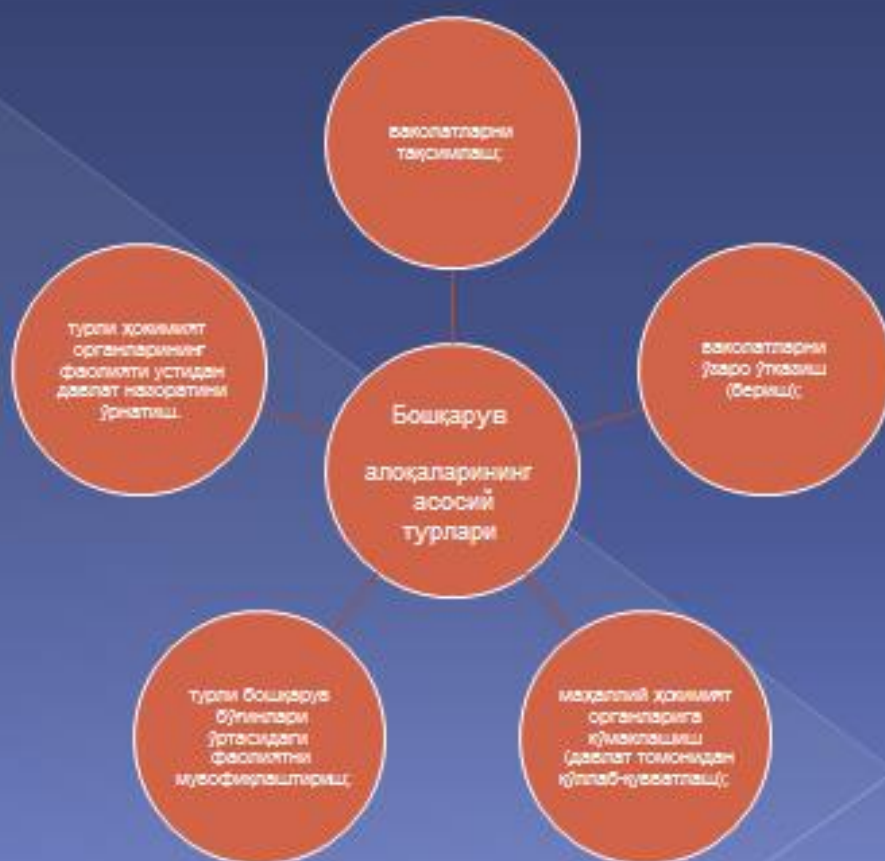 ваколатларни
тақсимлаш;
ваколатларни
ўзаро ўтказиш
(бериш);
маҳаллий ҳокимият
органларига
кўмаклашиш
(давлат томонидан
қўллаб-қувватлаш);
турли бошқарув
бўғинлари
ўртасидаги
фаолиятни
мувофиқлаштириш;
турли ҳокимият
органларининг
фаолияти устидан
давлат назоратини
ўрнатиш.
Бошқарув
алоқаларининг
асосий
турлари